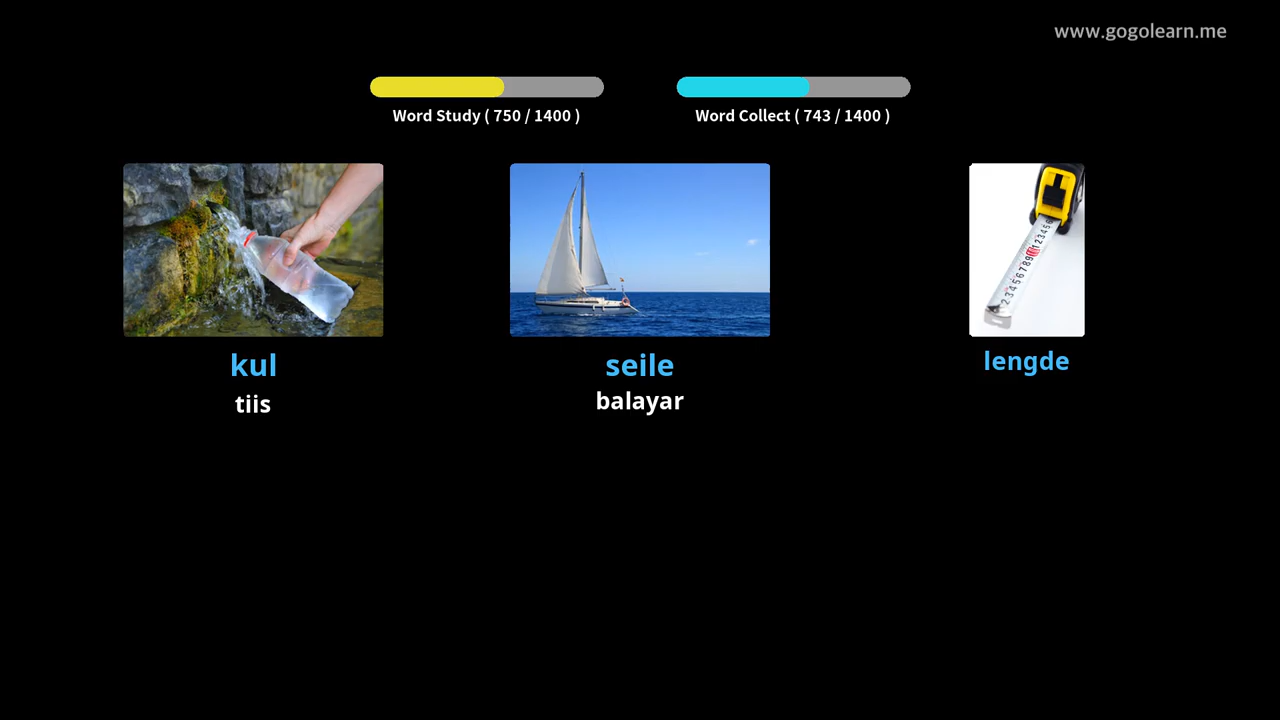 www.gogolearn.me
Word Study ( 750 / 1400 )
Word Collect ( 743 / 1400 )
kul
tiis
seile
balayar
lengde